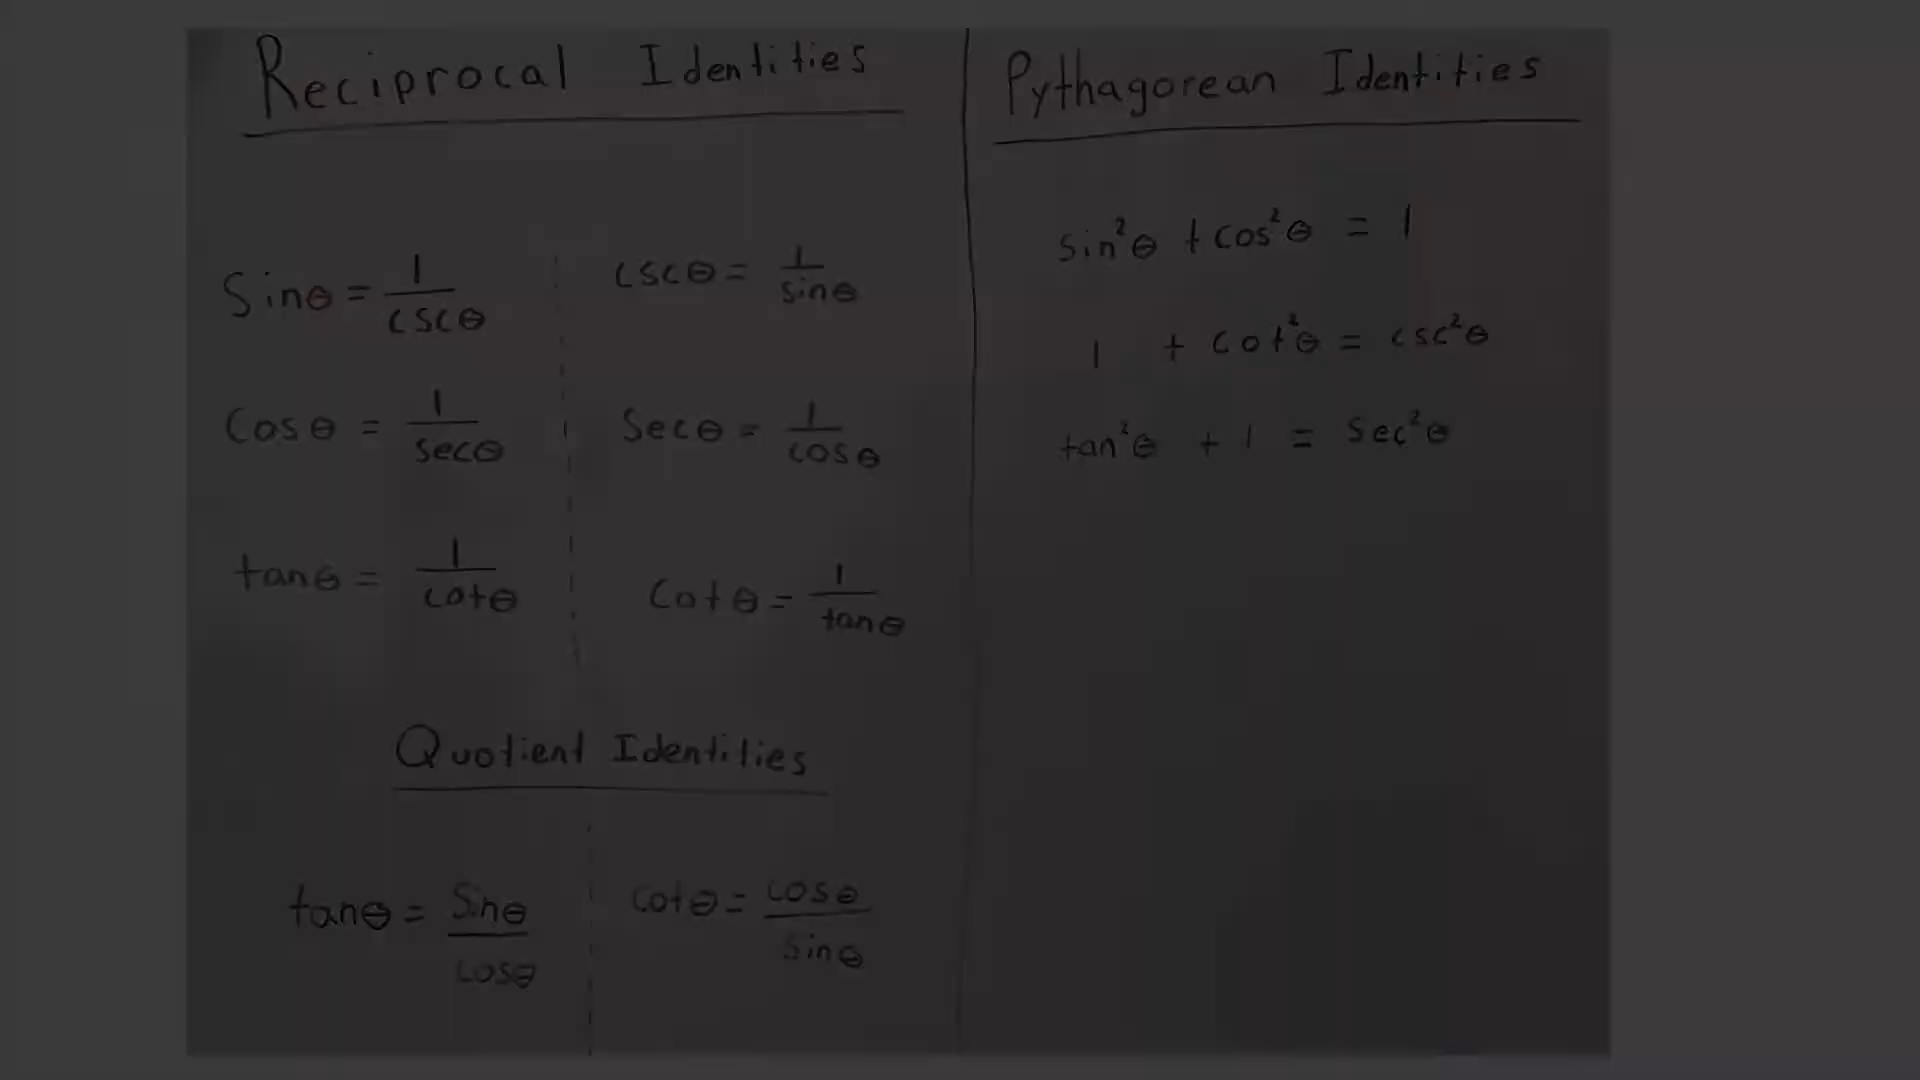 Reciprocal Identities
sinθ = 1/cscθ
cscθ = 1/sinθ
cosθ = 1/secθ
secθ = 1/cosθ
tanθ = 1/cotθ
cotθ = 1/tanθ
Quotient Identities
tanθ = sinθ/cosθ
cotθ = cosθ/sinθ
Pythagorean Identities
sin²θ + cos²θ = 1
1 + cot²θ = csc²θ
tan²θ + 1 = sec²θ